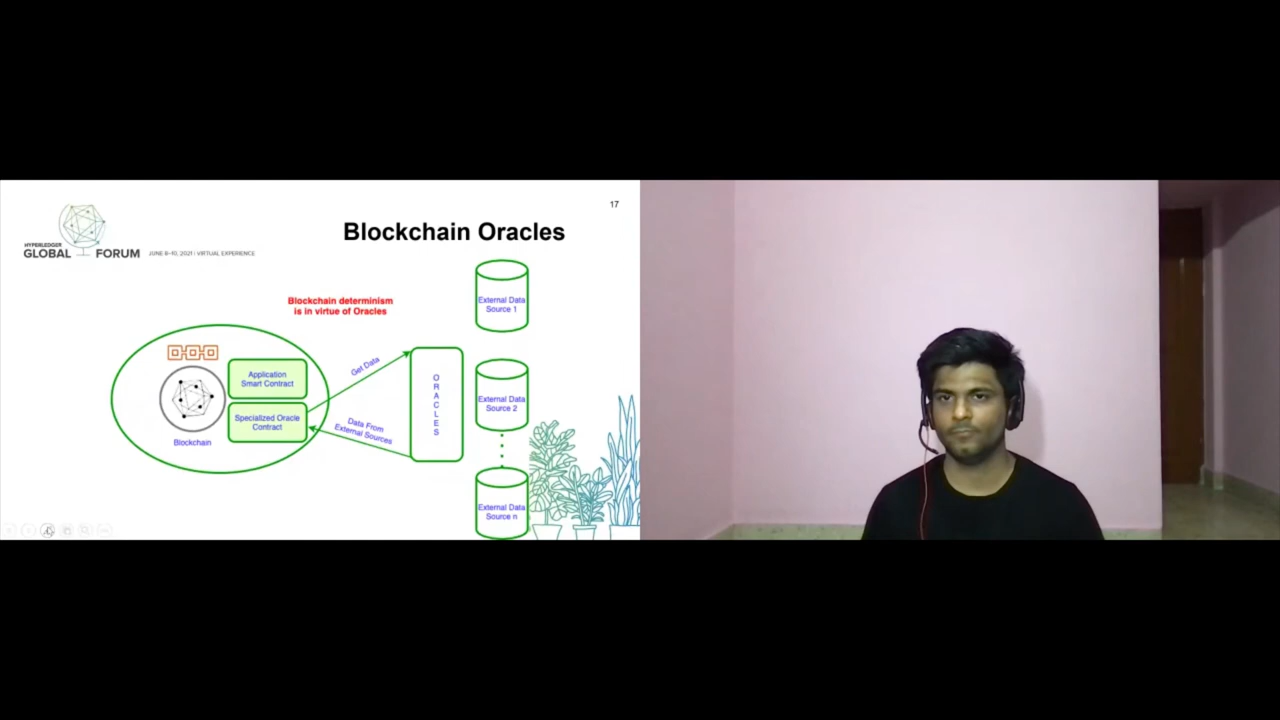 17
Blockchain Oracles
HYPERLEDGER
GLOBAL FORUM
JUNE 8–10, 2021 | VIRTUAL EXPERIENCE
Blockchain determinism
is in virtue of Oracles
External Data
Source 1
Application
Smart Contract
Specialized Oracle
Contract
Blockchain
Get Data
Data From
External Sources
ORACLES
External Data
Source 2
External Data
Source n